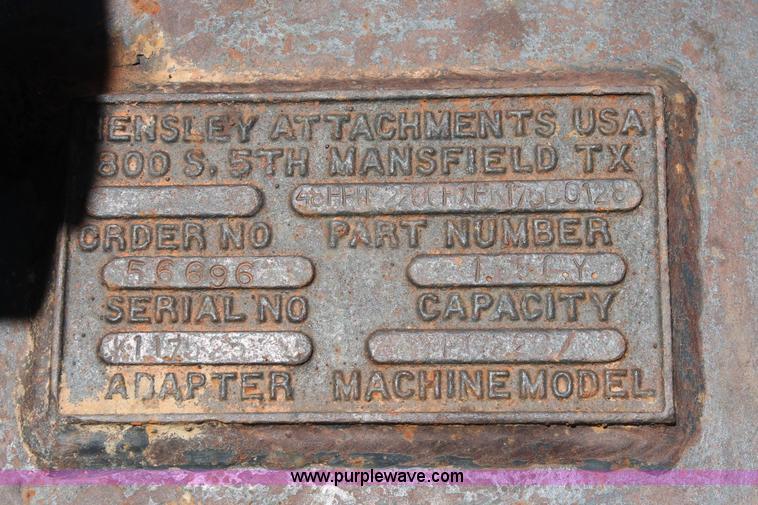 HENSLEY ATTACHMENTS USA
800 S. 5TH MANSFIELD TX
ORDER NO PART NUMBER
56696
SERIAL NO CAPACITY
ADAPTER MACHINE MODEL
www.purplewave.com